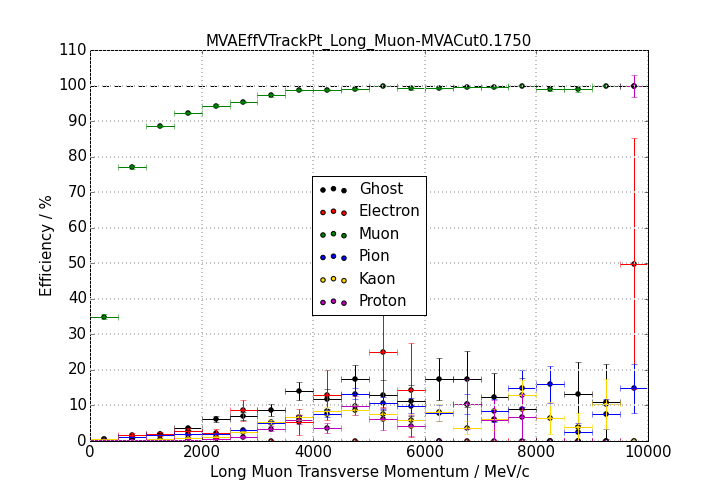 MVAEffVTrackPt_Long_Muon-MVACut0.1750
110
100
90
80
70
60
50
40
30
20
10
0
Efficiency / %
Ghost
Electron
Muon
Pion
Kaon
Proton
0 2000 4000 6000 8000 10000
Long Muon Transverse Momentum / MeV/c